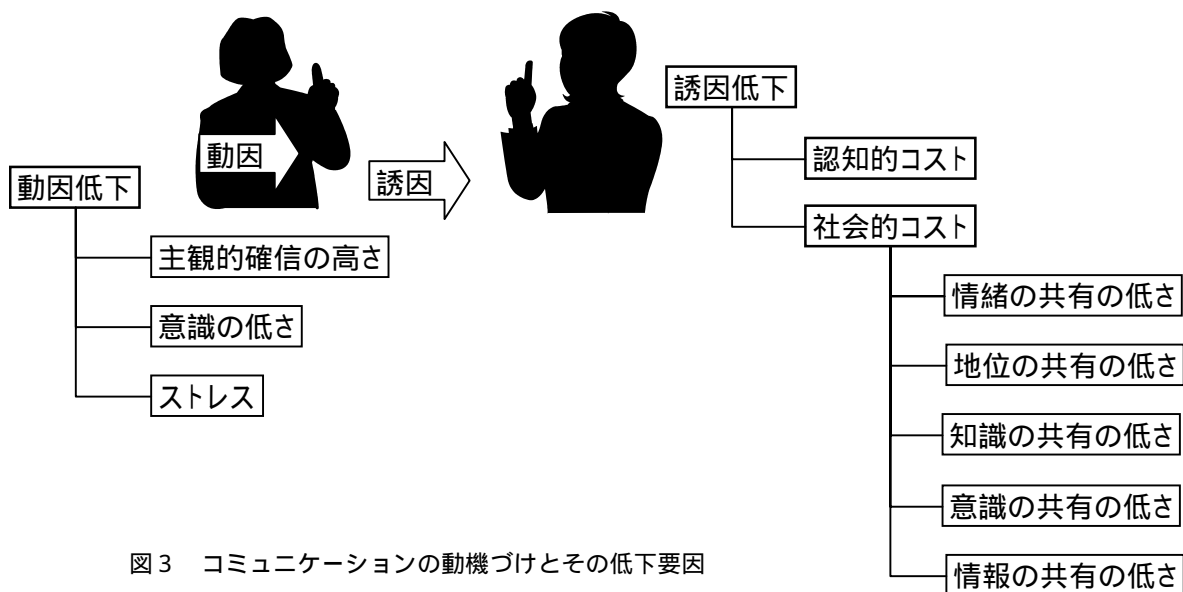 動因
誘因
動因低下
主観的確信の高さ
意識の低さ
ストレス
誘因低下
認知的コスト
社会的コスト
情緒の共有の低さ
地位の共有の低さ
知識の共有の低さ
意識の共有の低さ
情報の共有の低さ
図3　コミュニケーションの動機づけとその低下要因